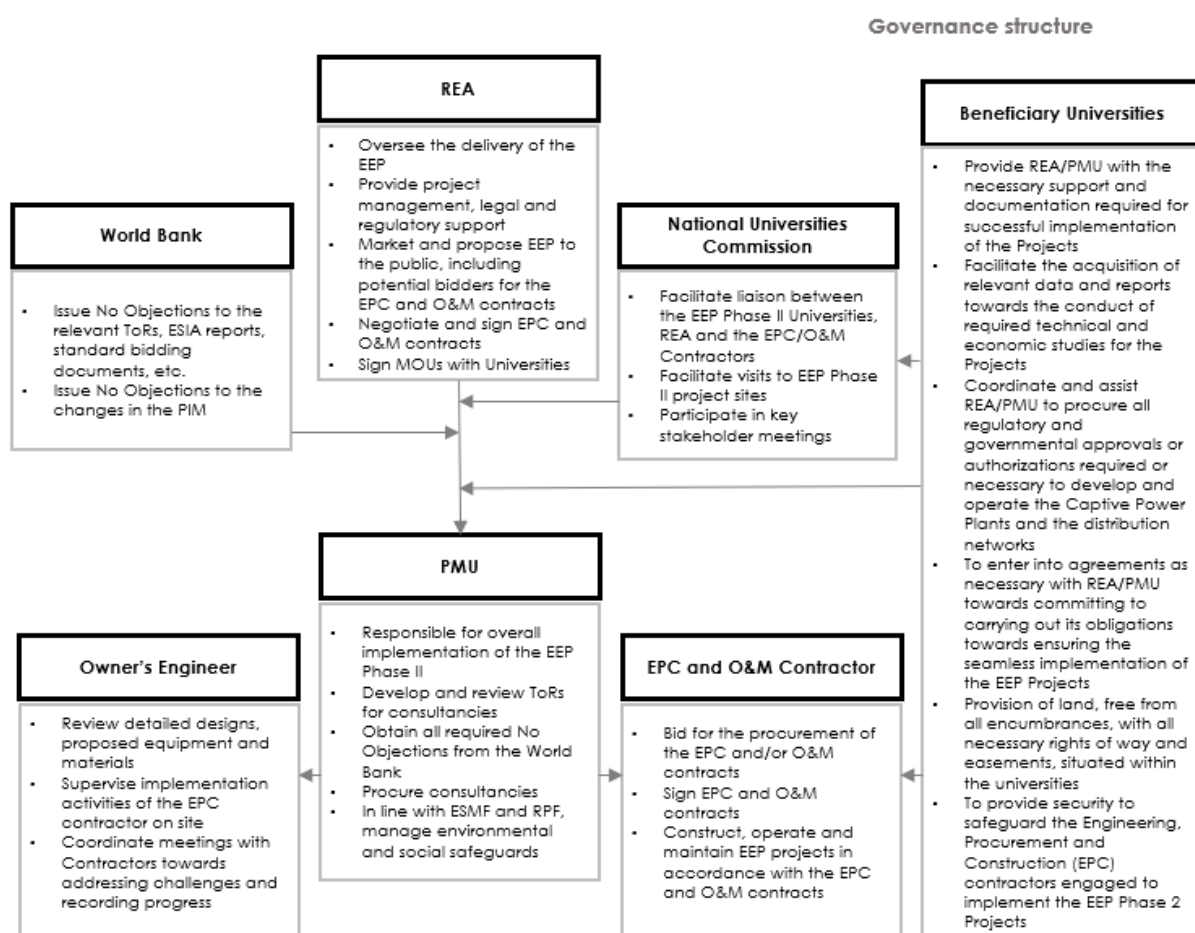 Governance structure
REA
• Oversee the delivery of the
EEP
• Provide project
management, legal and
regulatory support
• Market and propose EEP to
the public, including
potential bidders for the
EPC and O&M contracts
• Negotiate and sign EPC and
O&M contracts
• Sign MOUs with Universities
World Bank
• Issue No Objections to the
relevant ToRs, ESIA reports,
standard bidding
documents, etc.
• Issue No Objections to the
changes in the PIM
National Universities
Commission
• Facilitate liaison between
the EEP Phase II Universities,
REA and the EPC/O&M
Contractors
• Facilitate visits to EEP Phase
II project sites
• Participate in key
stakeholder meetings
Beneficiary Universities
• Provide REA/PMU with the
necessary support and
documentation required for
successful implementation
of the Projects
• Facilitate the acquisition of
relevant data and reports
towards the conduct of
required technical and
economic studies for the
Projects
• Coordinate and assist
REA/PMU to procure all
regulatory and
governmental approvals or
authorizations required or
necessary to develop and
operate the Captive Power
Plants and the distribution
networks
• To enter into agreements as
necessary with REA/PMU
towards committing to
carrying out its obligations
towards ensuring the
seamless implementation of
the EEP Projects
• Provision of land, free from
all encumbrances, with all
necessary rights of way and
easements, situated within
the universities
• To provide security to
safeguard the Engineering,
Procurement and
Construction (EPC)
contractors engaged to
implement the EEP Phase 2
Projects
PMU
• Responsible for overall
implementation of the EEP
Phase II
• Develop and review ToRs
for consultancies
• Obtain all required No
Objections from the World
Bank
• Procure consultancies
• In line with ESMF and RPF,
manage environmental
and social safeguards
Owner's Engineer
• Review detailed designs,
proposed equipment and
materials
• Supervise implementation
activities of the EPC
contractor on site
• Coordinate meetings with
Contractors towards
addressing challenges and
recording progress
EPC and O&M Contractor
• Bid for the procurement of
the EPC and/or O&M
contracts
• Sign EPC and O&M
contracts
• Construct, operate and
maintain EEP projects in
accordance with the EPC
and O&M contracts